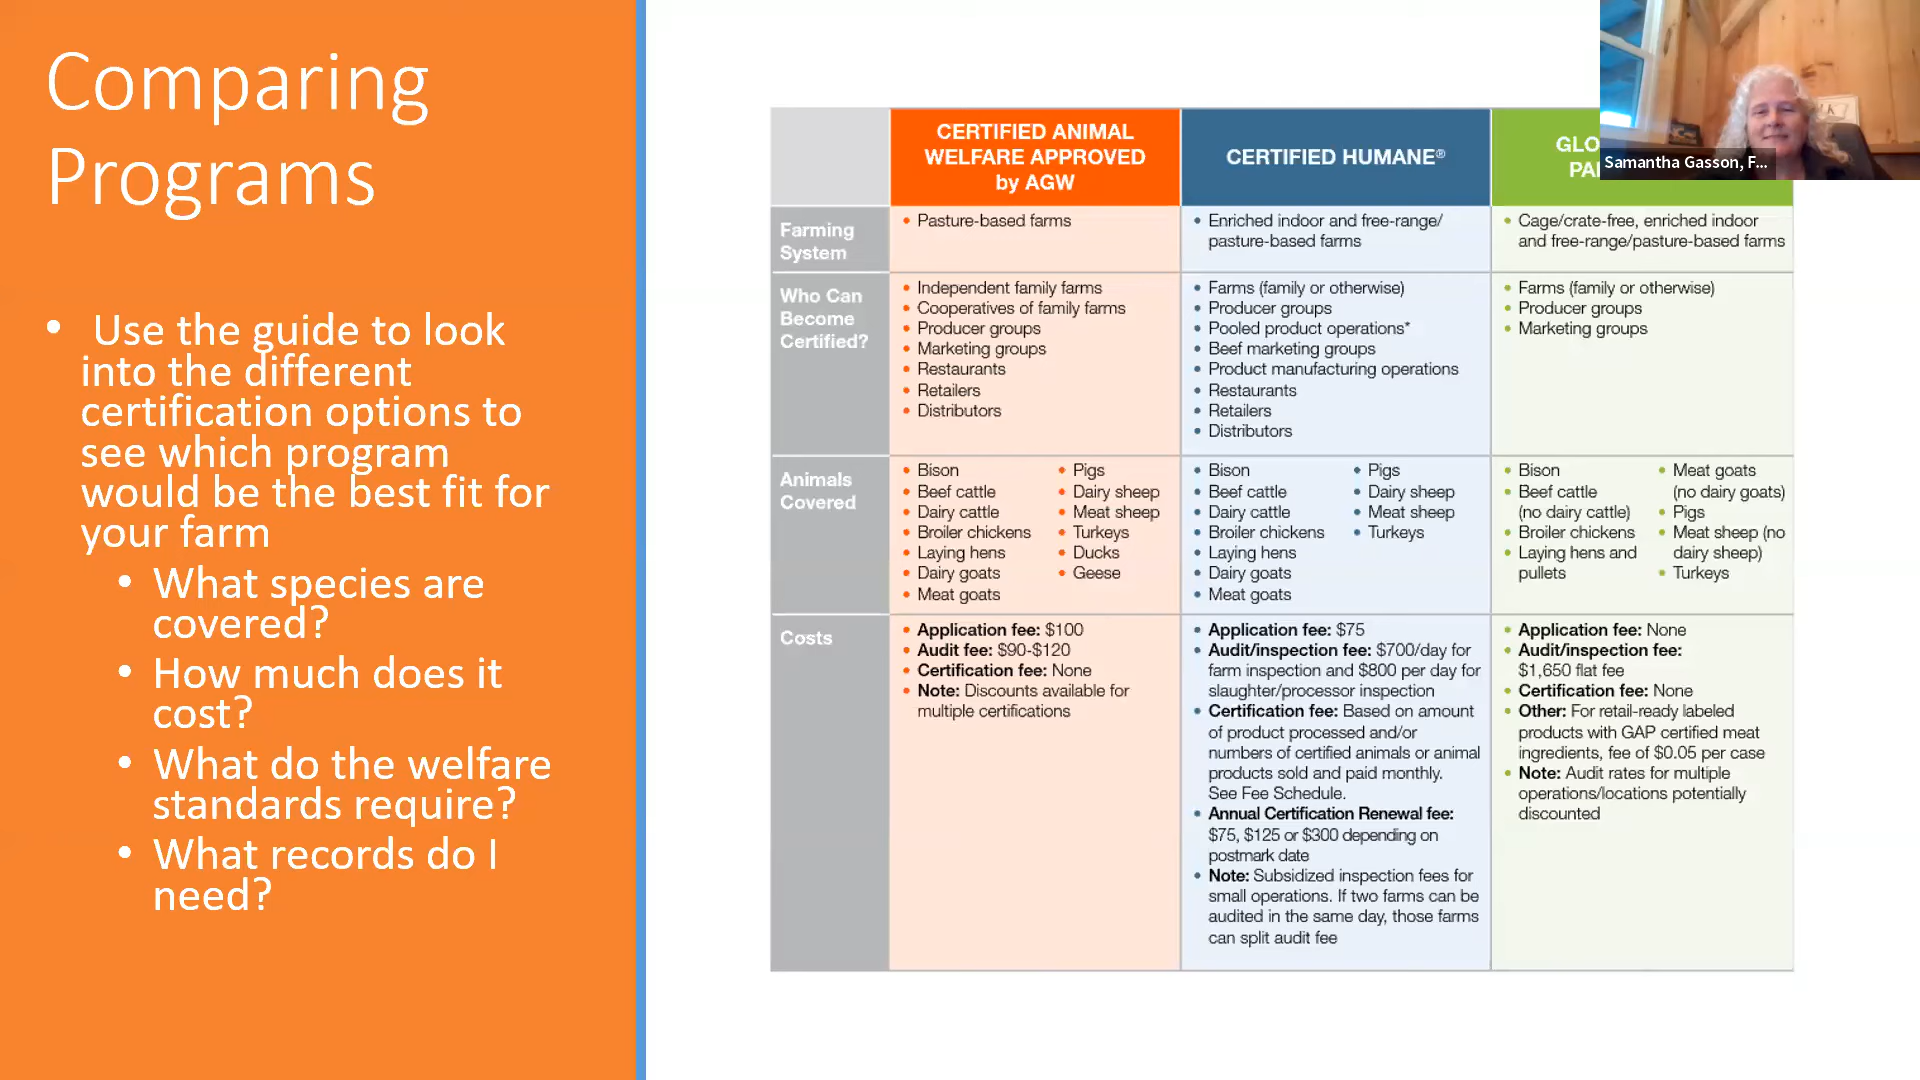 Comparing
Programs
• Use the guide to look
into the different
certification options to
see which program
would be the best fit for
your farm
• What species are
covered?
• How much does it
cost?
• What do the welfare
standards require?
• What records do I
need?
CERTIFIED ANIMAL
WELFARE APPROVED
by AGW
CERTIFIED HUMANE®
GLO
PA
Samantha Gasson, F...
Farming
System
• Pasture-based farms
• Enriched indoor and free-range/
pasture-based farms
• Cage/crate-free, enriched indoor
and free-range/pasture-based farms
Who Can
Become
Certified?
• Independent family farms
• Cooperatives of family farms
• Producer groups
• Marketing groups
• Restaurants
• Retailers
• Distributors
• Farms (family or otherwise)
• Producer groups
• Pooled product operations*
• Beef marketing groups
• Product manufacturing operations
• Restaurants
• Retailers
• Distributors
• Farms (family or otherwise)
• Producer groups
• Marketing groups
Animals
Covered
• Bison
• Beef cattle
• Dairy cattle
• Broiler chickens
• Laying hens
• Dairy goats
• Meat goats
• Pigs
• Dairy sheep
• Meat sheep
• Turkeys
• Ducks
• Geese
• Bison
• Beef cattle
• Dairy cattle
• Broiler chickens
• Laying hens
• Dairy goats
• Meat goats
• Pigs
• Dairy sheep
• Meat sheep
• Turkeys
• Bison
• Beef cattle
(no dairy cattle)
• Broiler chickens
• Laying hens and
pullets
• Meat goats
(no dairy goats)
• Pigs
• Meat sheep (no
dairy sheep)
• Turkeys
Costs
• Application fee: $100
• Audit fee: $90-$120
• Certification fee: None
• Note: Discounts available for
multiple certifications
• Application fee: $75
• Audit/inspection fee: $700/day for
farm inspection and $800 per day for
slaughter/processor inspection
• Certification fee: Based on amount
of product processed and/or
numbers of certified animals or animal
products sold and paid monthly.
See Fee Schedule.
• Annual Certification Renewal fee:
$75, $125 or $300 depending on
postmark date
• Note: Subsidized inspection fees for
small operations. If two farms can be
audited in the same day, those farms
can split audit fee
• Application fee: None
• Audit/inspection fee:
$1,650 flat fee
• Certification fee: None
• Other: For retail-ready labeled
products with GAP certified meat
ingredients, fee of $0.05 per case
• Note: Audit rates for multiple
operations/locations potentially
discounted